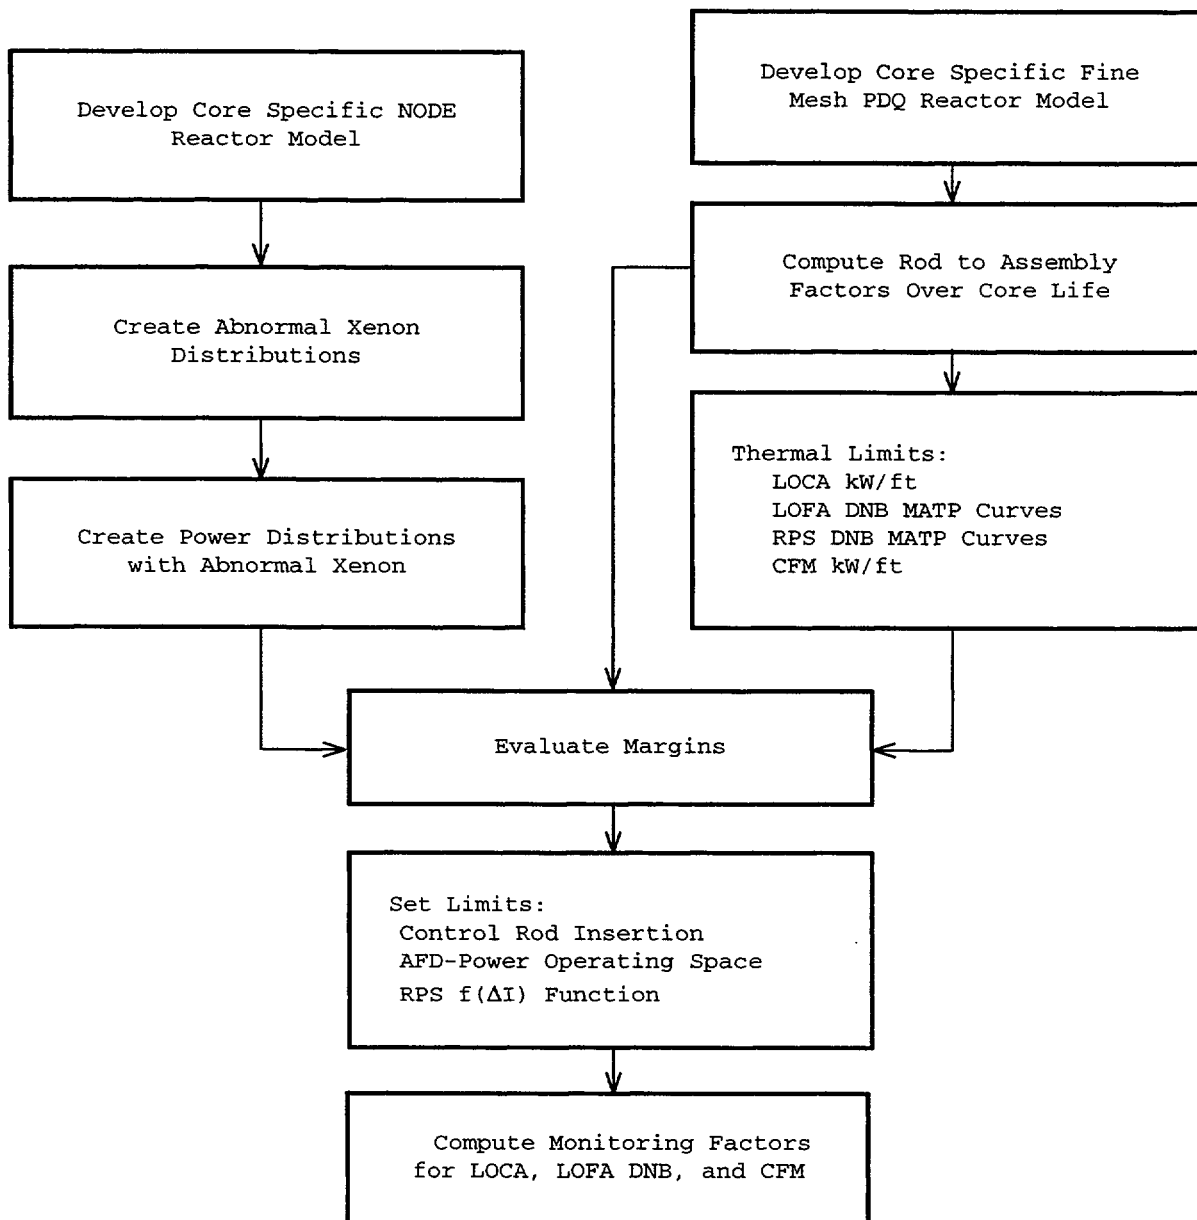 Develop Core Specific NODE
Reactor Model
Create Abnormal Xenon
Distributions
Create Power Distributions
with Abnormal Xenon
Develop Core Specific Fine
Mesh PDQ Reactor Model
Compute Rod to Assembly
Factors Over Core Life
Thermal Limits:
LOCA kW/ft
LOFA DNB MATP Curves
RPS DNB MATP Curves
CFM kW/ft
Evaluate Margins
Set Limits:
Control Rod Insertion
AFD-Power Operating Space
RPS f(ΔI) Function
Compute Monitoring Factors
for LOCA, LOFA DNB, and CFM